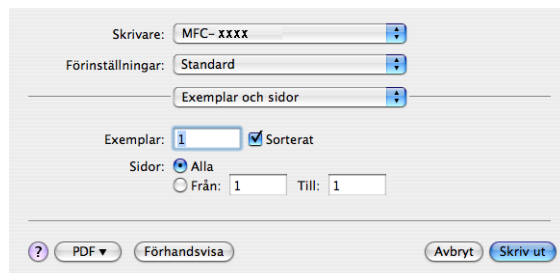 Skrivare: MFC- xxxx
Förinställningar: Standard
Exemplar och sidor
Exemplar: 1 Sorterat
Sidor: Alla
Från: 1 Till: 1
? PDF ▼ Förhandsvisa Avbryt Skriv ut